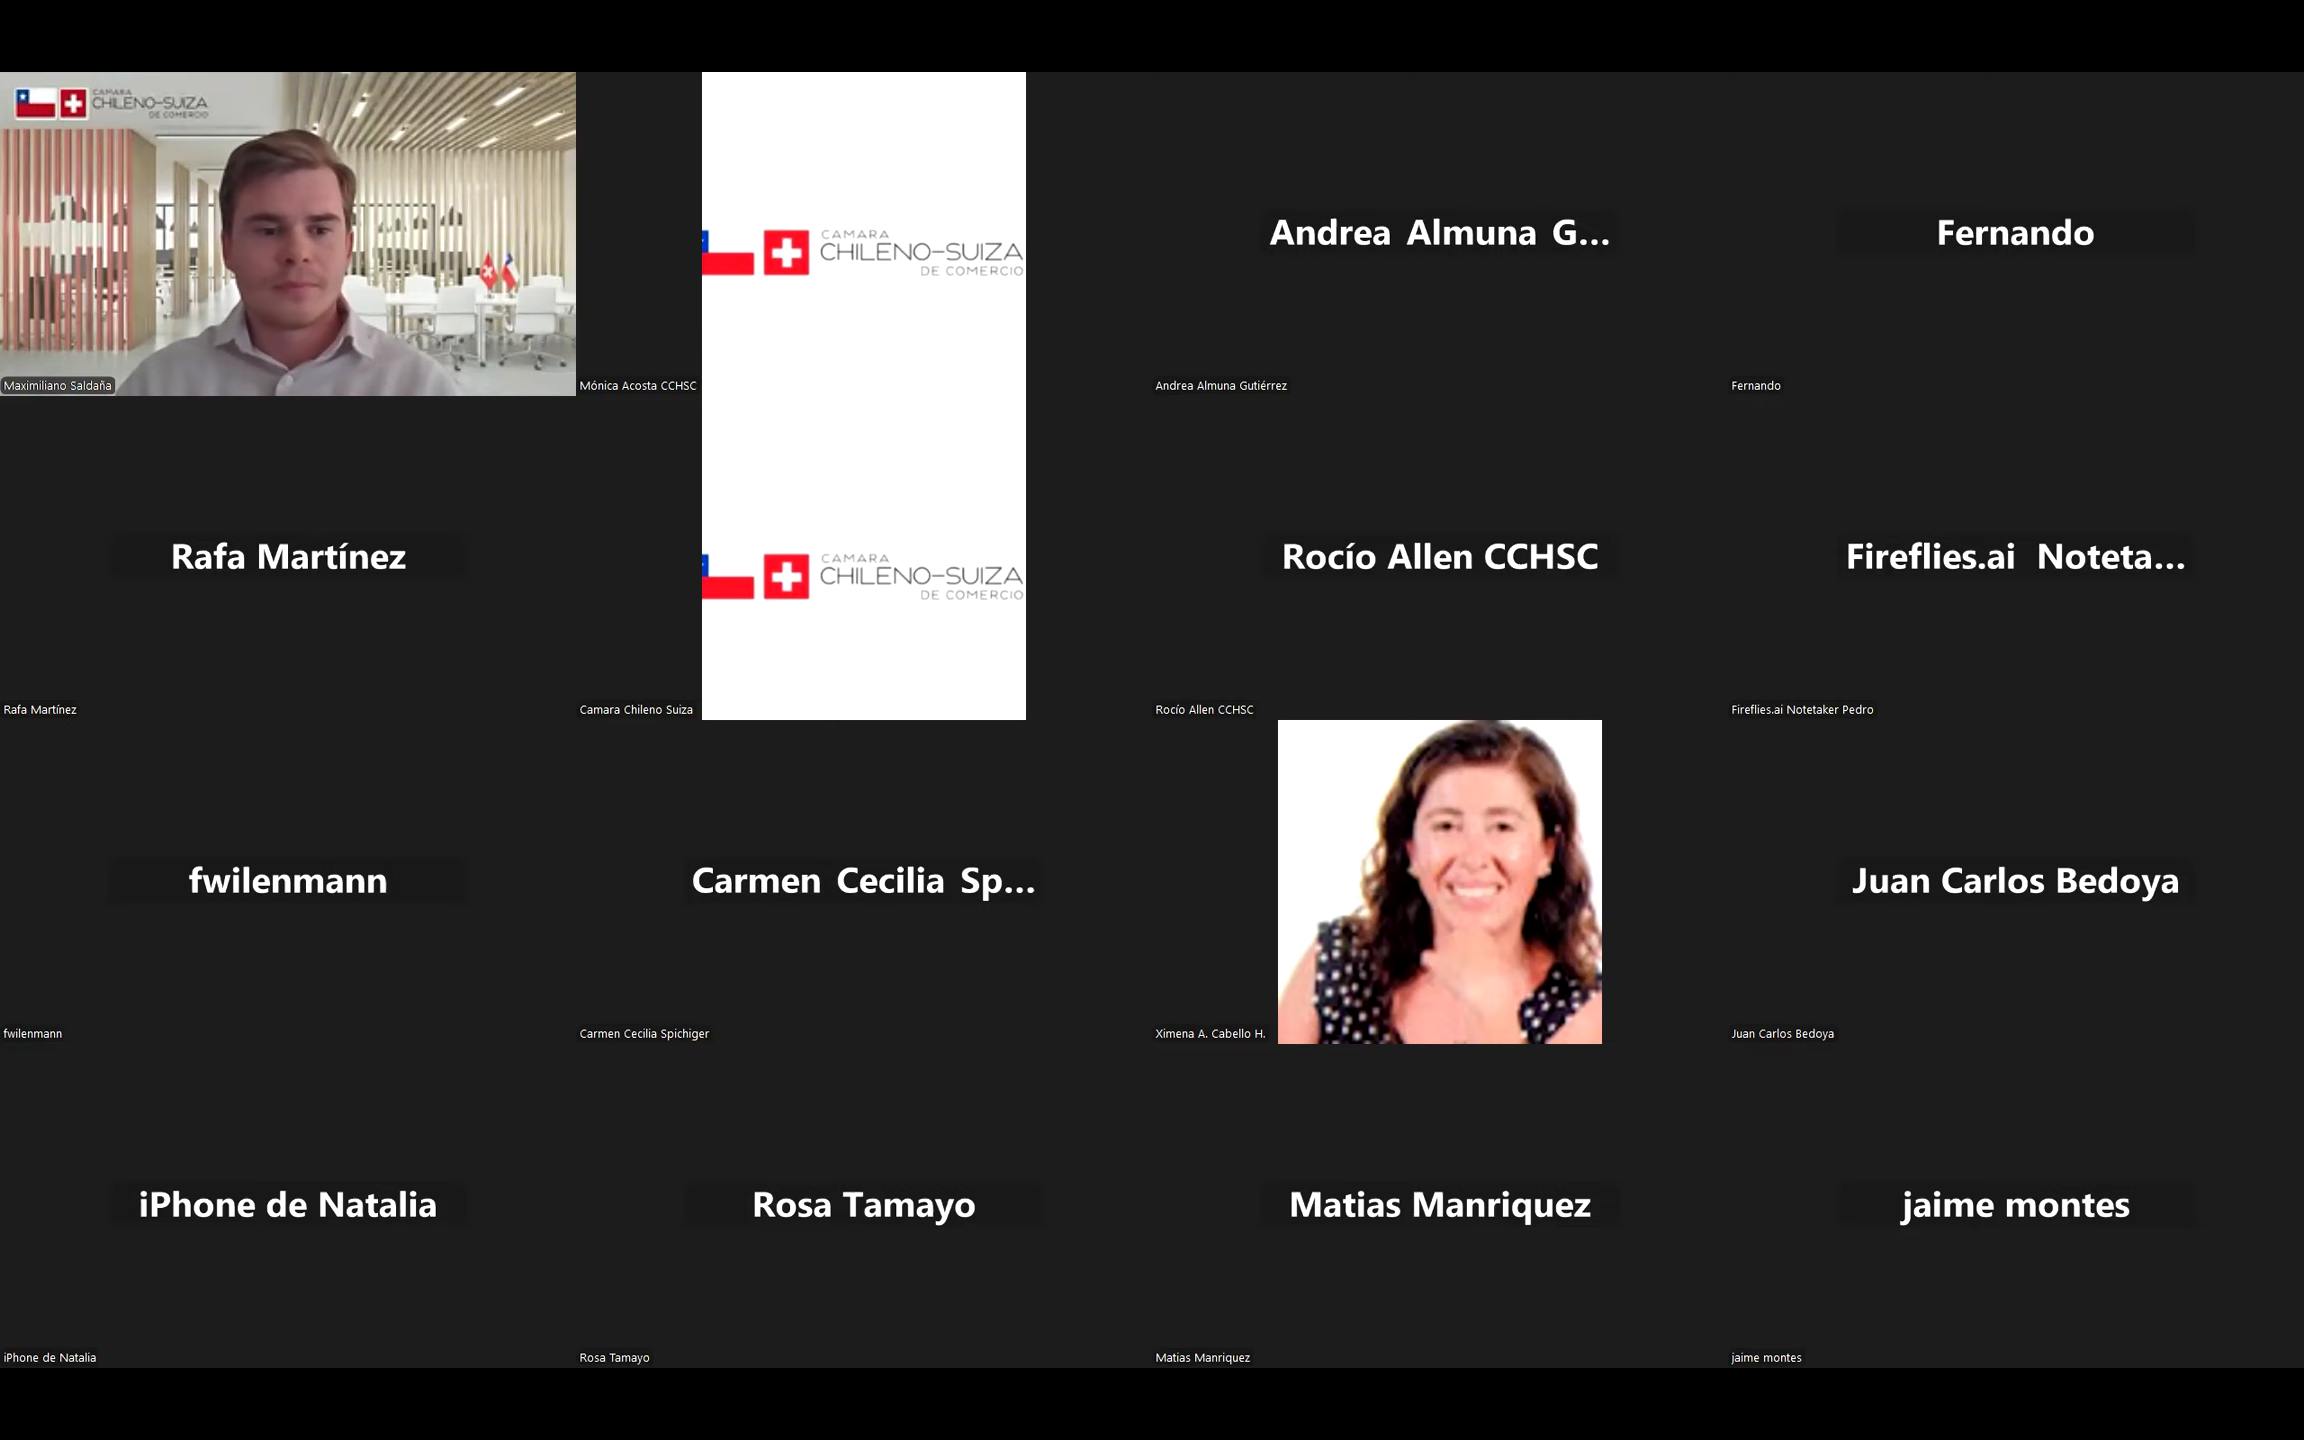 CAMARA
CHILENO-SUIZA
DE COMERCIO
Maximiliano Saldaña
CAMARA
CHILENO-SUIZA
DE COMERCIO
Mónica Acosta CCHSC
Andrea Almuna G...
Andrea Almuna Gutiérrez
Fernando
Fernando
Rafa Martínez
Rafa Martínez
CAMARA
CHILENO-SUIZA
DE COMERCIO
Camara Chileno Suiza
Rocío Allen CCHSC
Rocío Allen CCHSC
Fireflies.ai Noteta...
Fireflies.ai Notetaker Pedro
fwilenmann
fwilenmann
Carmen Cecilia Sp...
Carmen Cecilia Spichiger
Ximena A. Cabello H.
Juan Carlos Bedoya
Juan Carlos Bedoya
iPhone de Natalia
iPhone de Natalia
Rosa Tamayo
Rosa Tamayo
Matias Manriquez
Matias Manriquez
jaime montes
jaime montes